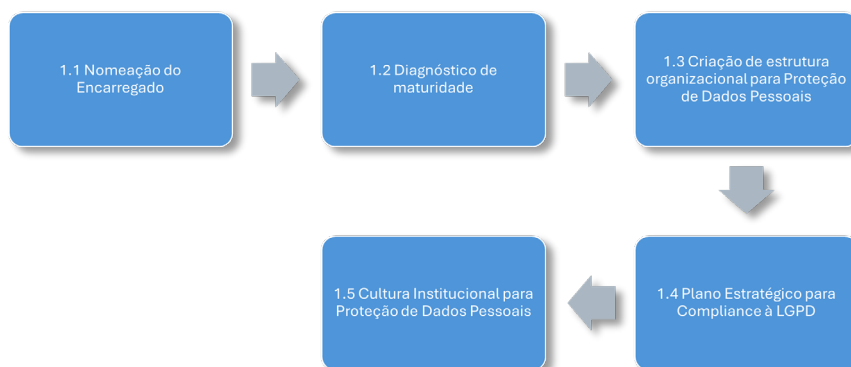 1.1 Nomeação do
Encarregado
1.2 Diagnóstico de
maturidade
1.3 Criação de estrutura
organizacional para Proteção
de Dados Pessoais
1.4 Plano Estratégico para
Compliance à LGPD
1.5 Cultura Institucional para
Proteção de Dados Pessoais